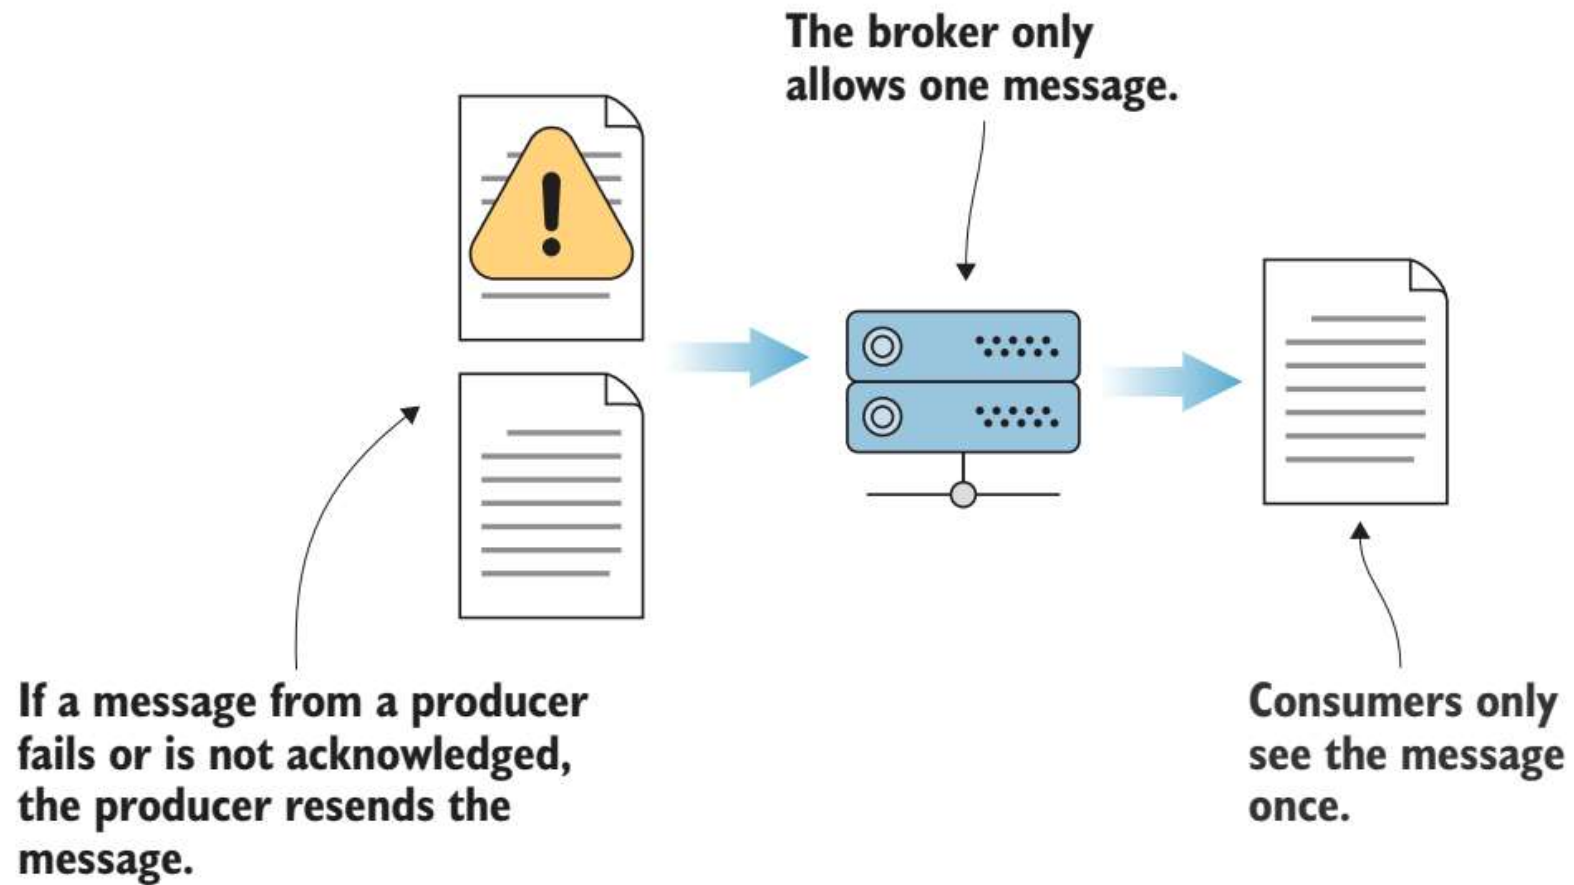 The broker only
allows one message.
If a message from a producer
fails or is not acknowledged,
the producer resends the
message.
Consumers only
see the message
once.